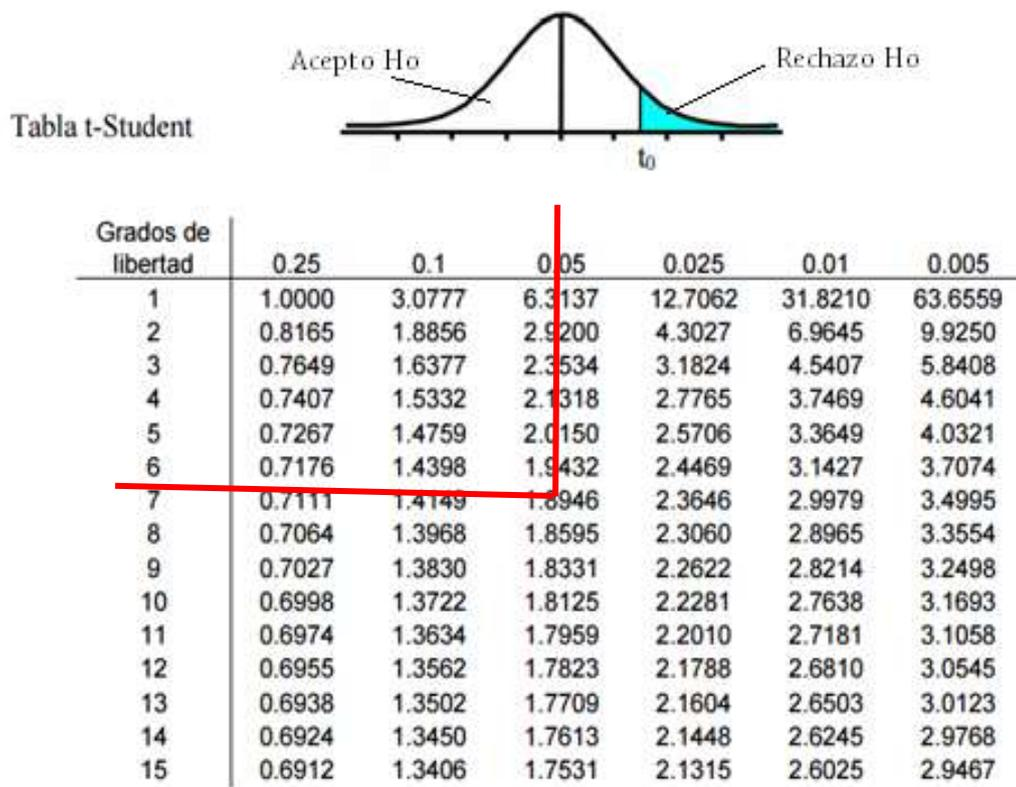 Acepto Ho
Rechazo Ho
Tabla t-Student
t₀
Grados de
libertad 0.25 0.1 0.05 0.025 0.01 0.005
1 1.0000 3.0777 6.3137 12.7062 31.8210 63.6559
2 0.8165 1.8856 2.9200 4.3027 6.9645 9.9250
3 0.7649 1.6377 2.3534 3.1824 4.5407 5.8408
4 0.7407 1.5332 2.1318 2.7765 3.7469 4.6041
5 0.7267 1.4759 2.0150 2.5706 3.3649 4.0321
6 0.7176 1.4398 1.9432 2.4469 3.1427 3.7074
7 0.7111 1.4149 1.8946 2.3646 2.9979 3.4995
8 0.7064 1.3968 1.8595 2.3060 2.8965 3.3554
9 0.7027 1.3830 1.8331 2.2622 2.8214 3.2498
10 0.6998 1.3722 1.8125 2.2281 2.7638 3.1693
11 0.6974 1.3634 1.7959 2.2010 2.7181 3.1058
12 0.6955 1.3562 1.7823 2.1788 2.6810 3.0545
13 0.6938 1.3502 1.7709 2.1604 2.6503 3.0123
14 0.6924 1.3450 1.7613 2.1448 2.6245 2.9768
15 0.6912 1.3406 1.7531 2.1315 2.6025 2.9467